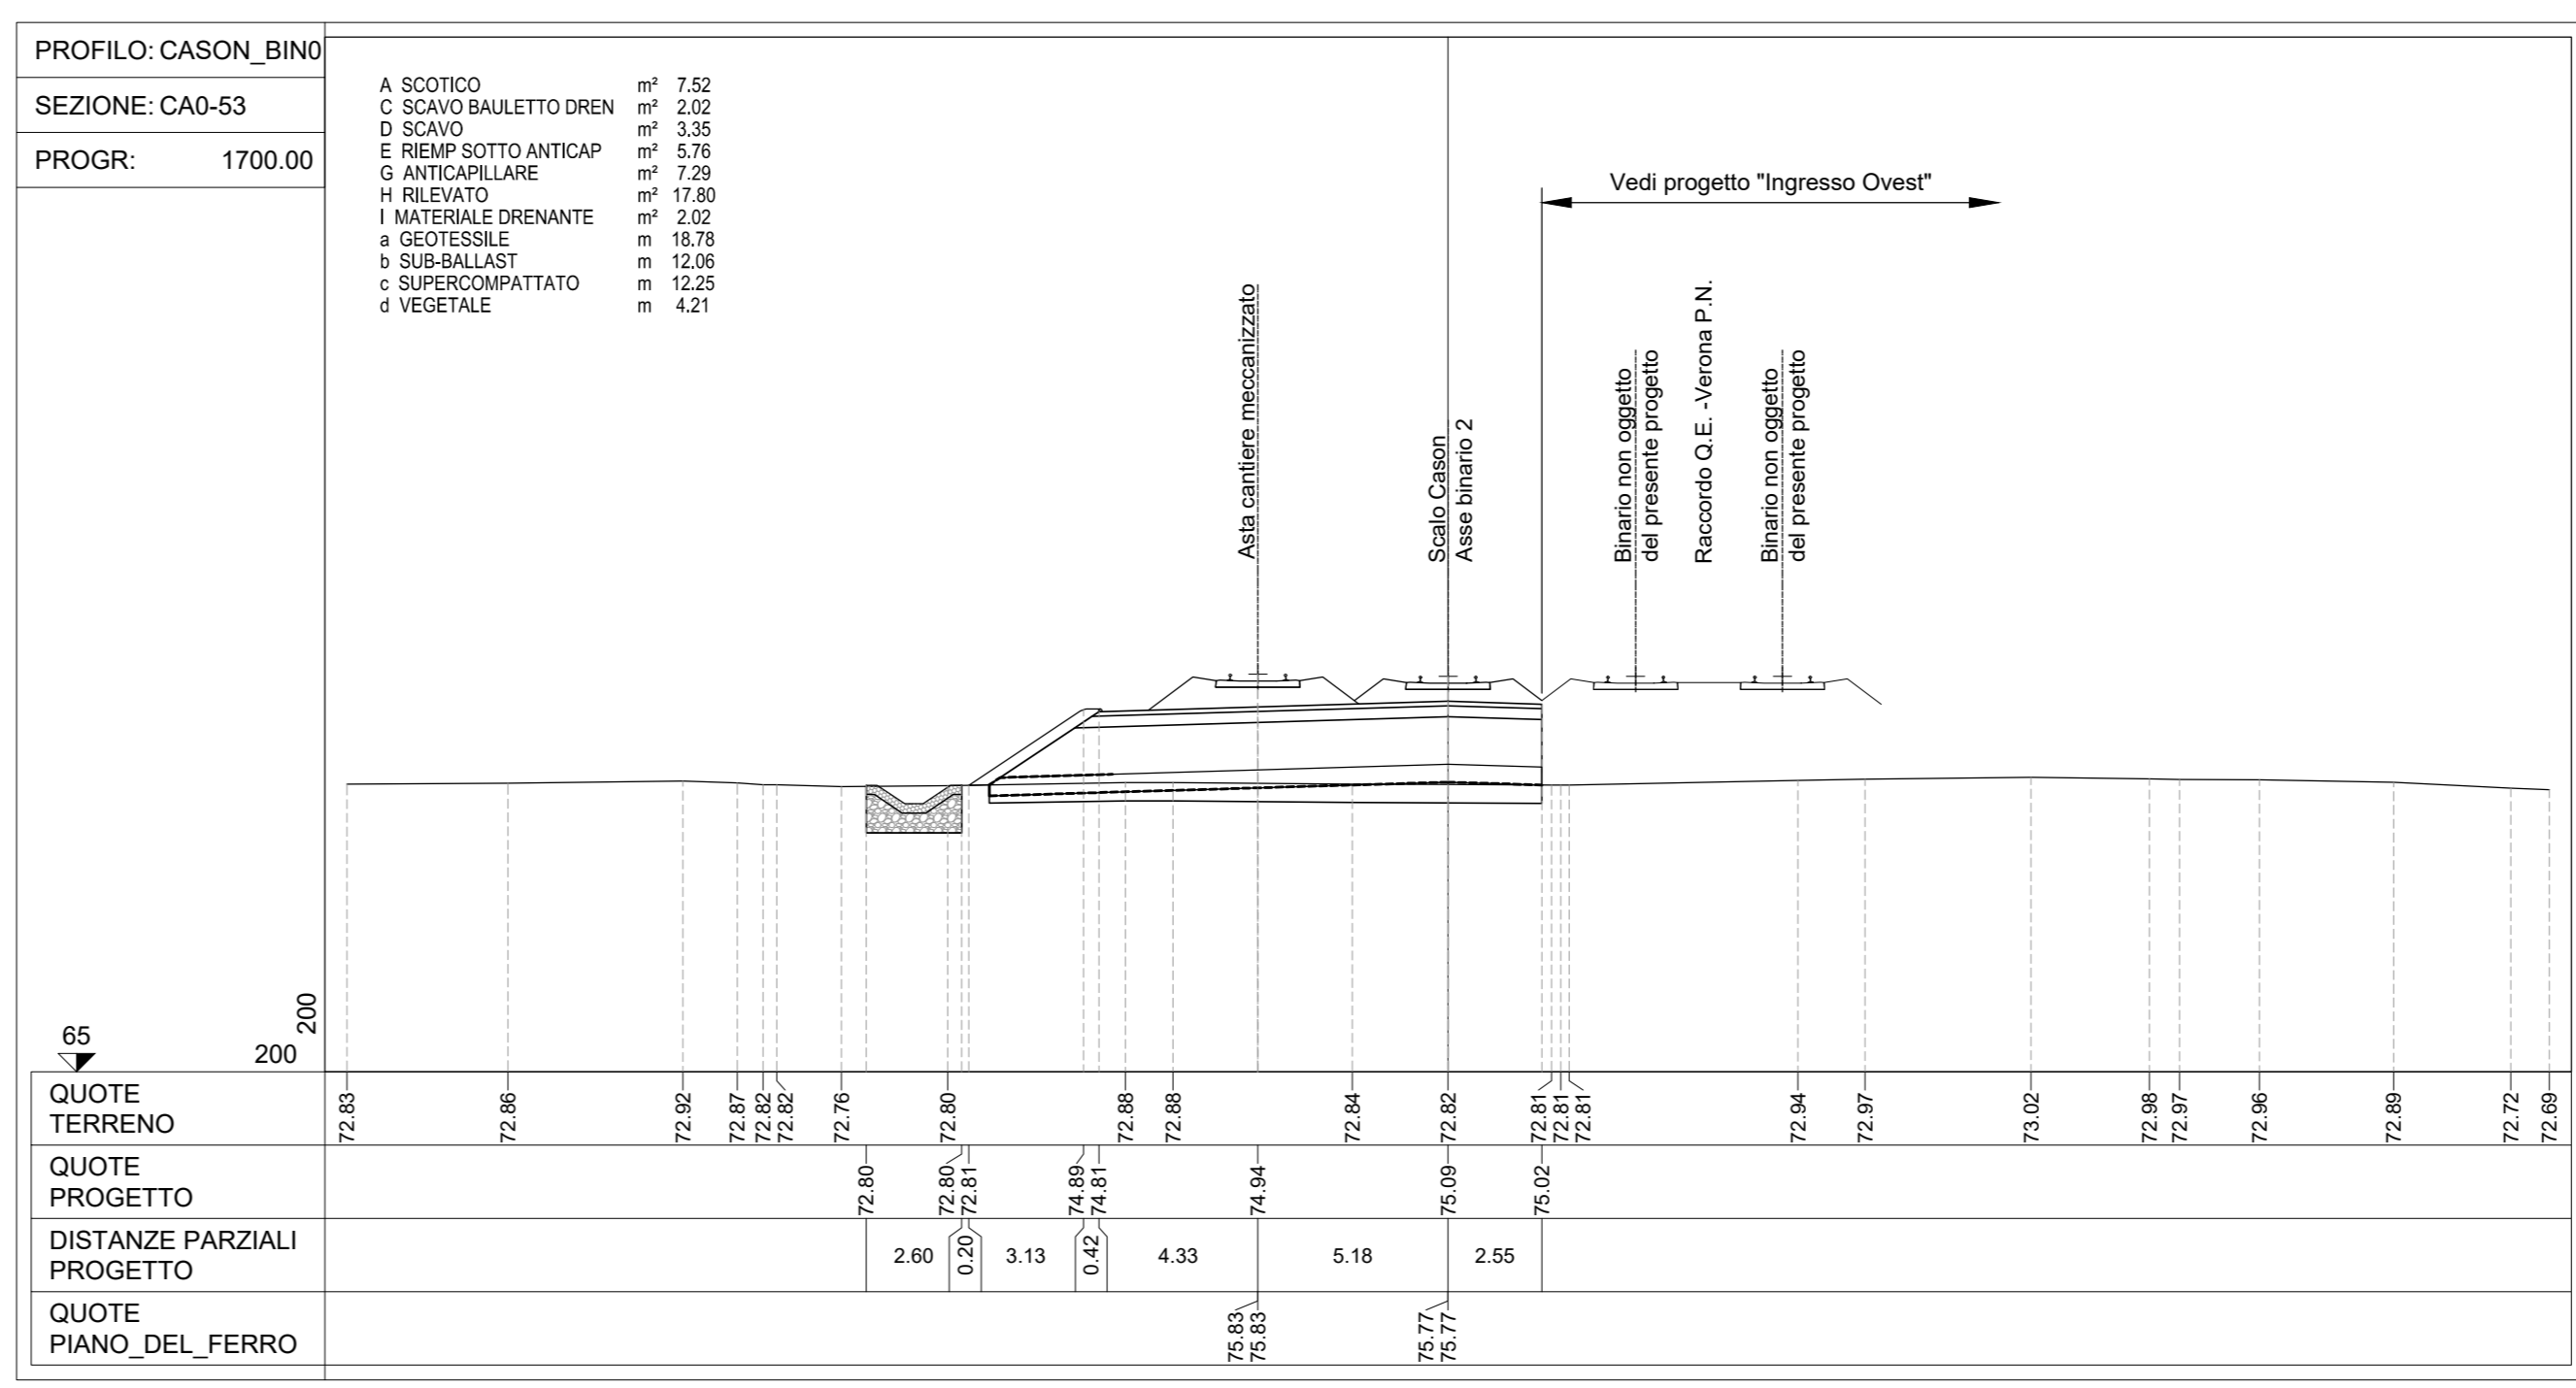 PROFILO: CASON_BIN0
SEZIONE: CA0-53
PROGR: 1700.00
A SCOTICO m² 7.52
C SCAVO BAULETTO DREN m² 2.02
D SCAVO m² 3.35
E RIEMP SOTTO ANTICAP m² 5.76
G ANTICAPILLARE m² 7.29
H RILEVATO m² 17.80
I MATERIALE DRENANTE m² 2.02
a GEOTESSILE m 18.78
b SUB-BALLAST m 12.06
c SUPERCOMPATTATO m 12.25
d VEGETALE m 4.21
Vedi progetto "Ingresso Ovest"
Asta cantiere meccanizzato
Scalo Cason
Asse binario 2
Binario non oggetto
del presente progetto
Raccordo Q.E. -Verona P.N.
Binario non oggetto
del presente progetto
200
65
200
QUOTE
TERRENO
72.83 72.86 72.92 72.87 72.82 72.82 72.76 72.80 72.88 72.88 72.84 72.82 72.81 72.81 72.81 72.94 72.97 73.02 72.98 72.97 72.96 72.89 72.72 72.69
QUOTE
PROGETTO
72.80 72.80 72.81 74.89 74.81 74.94 75.09 75.02
DISTANZE PARZIALI
PROGETTO
2.60 0.20 3.13 0.42 4.33 5.18 2.55
QUOTE
PIANO_DEL_FERRO
75.83 75.83 75.77 75.77